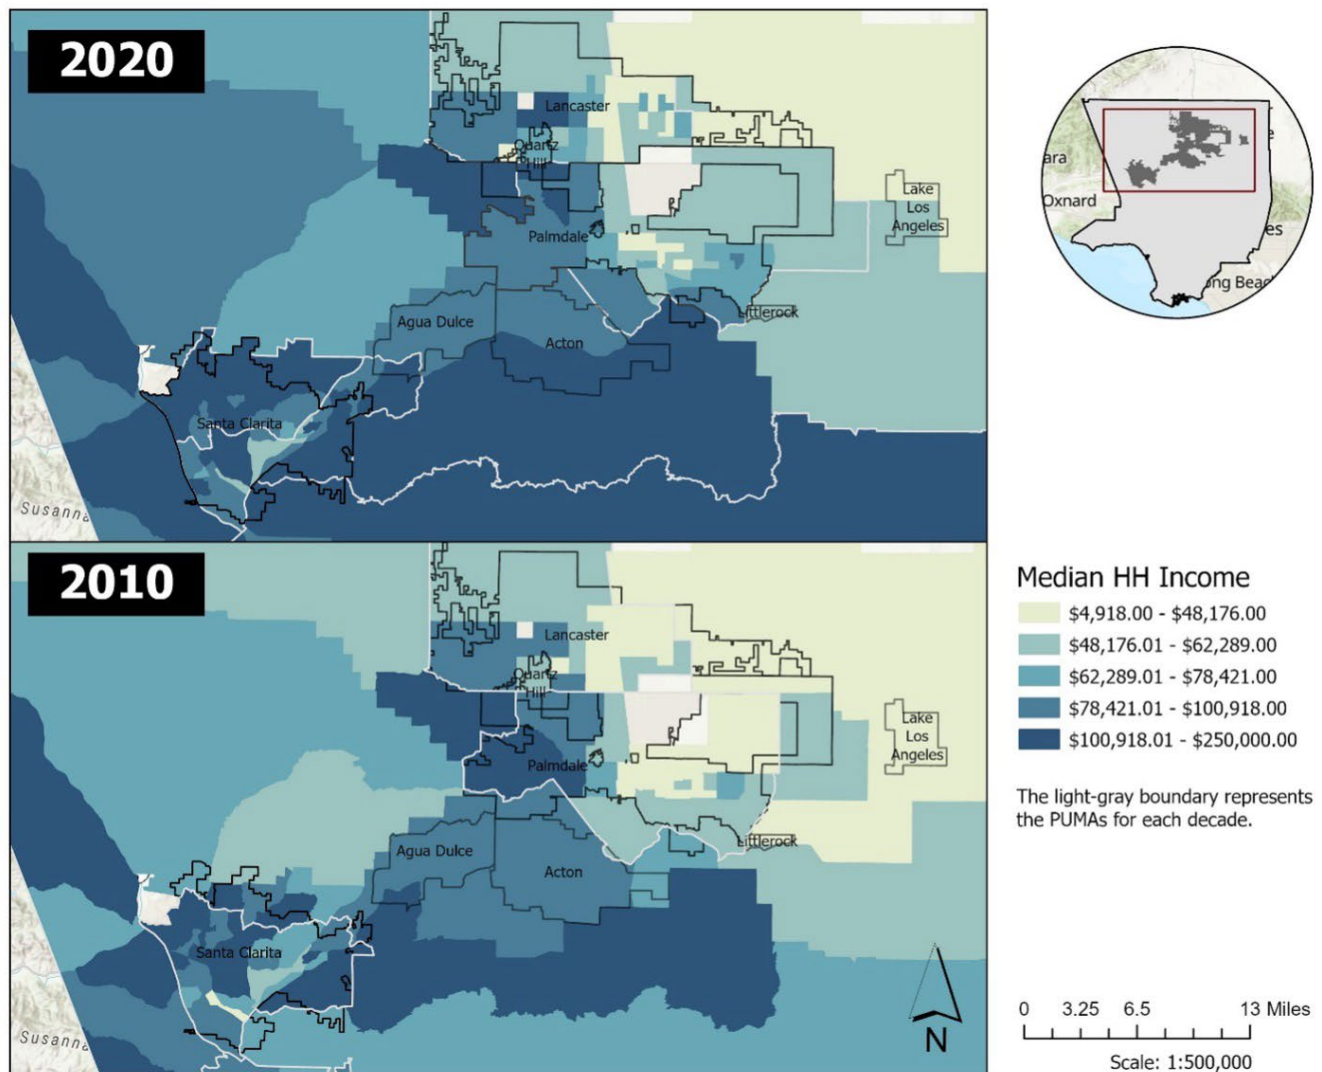 2020
Lancaster
Quartz
Hill
Lake
Los
Angeles
Palmdale
Littlerock
Agua Dulce
Acton
Santa Clarita
Susanna
2010
Lancaster
Quartz
Hill
Lake
Los
Angeles
Palmdale
Littlerock
Agua Dulce
Acton
Santa Clarita
Susanna
N
ara
Oxnard
e
es
ong Beac
Median HH Income
$4,918.00 - $48,176.00
$48,176.01 - $62,289.00
$62,289.01 - $78,421.00
$78,421.01 - $100,918.00
$100,918.01 - $250,000.00
The light-gray boundary represents
the PUMAs for each decade.
0 3.25 6.5 13 Miles
Scale: 1:500,000